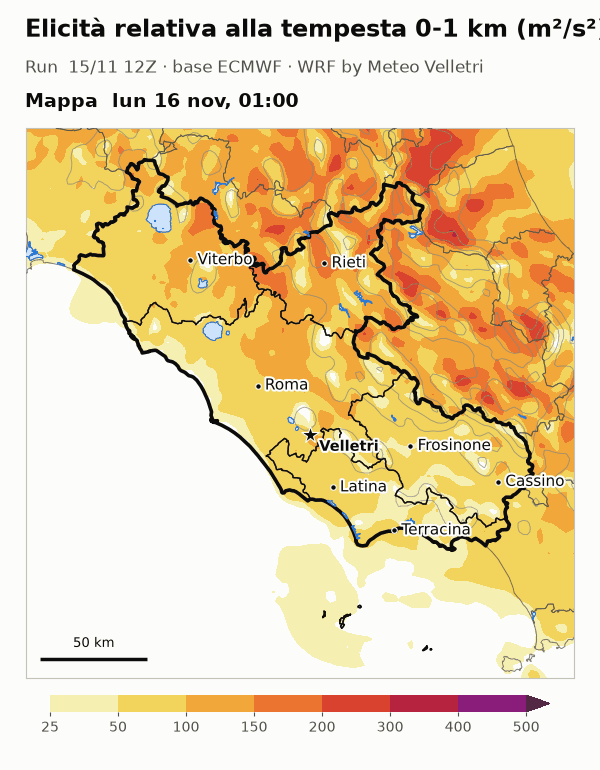 Elicità relativa alla tempesta 0-1 km (m²/s²)
Run 15/11 12Z · base ECMWF · WRF by Meteo Velletri
Mappa lun 16 nov, 01:00
Viterbo
Rieti
Roma
Velletri
Frosinone
Cassino
Latina
Terracina
50 km
25 50 100 150 200 300 400 500